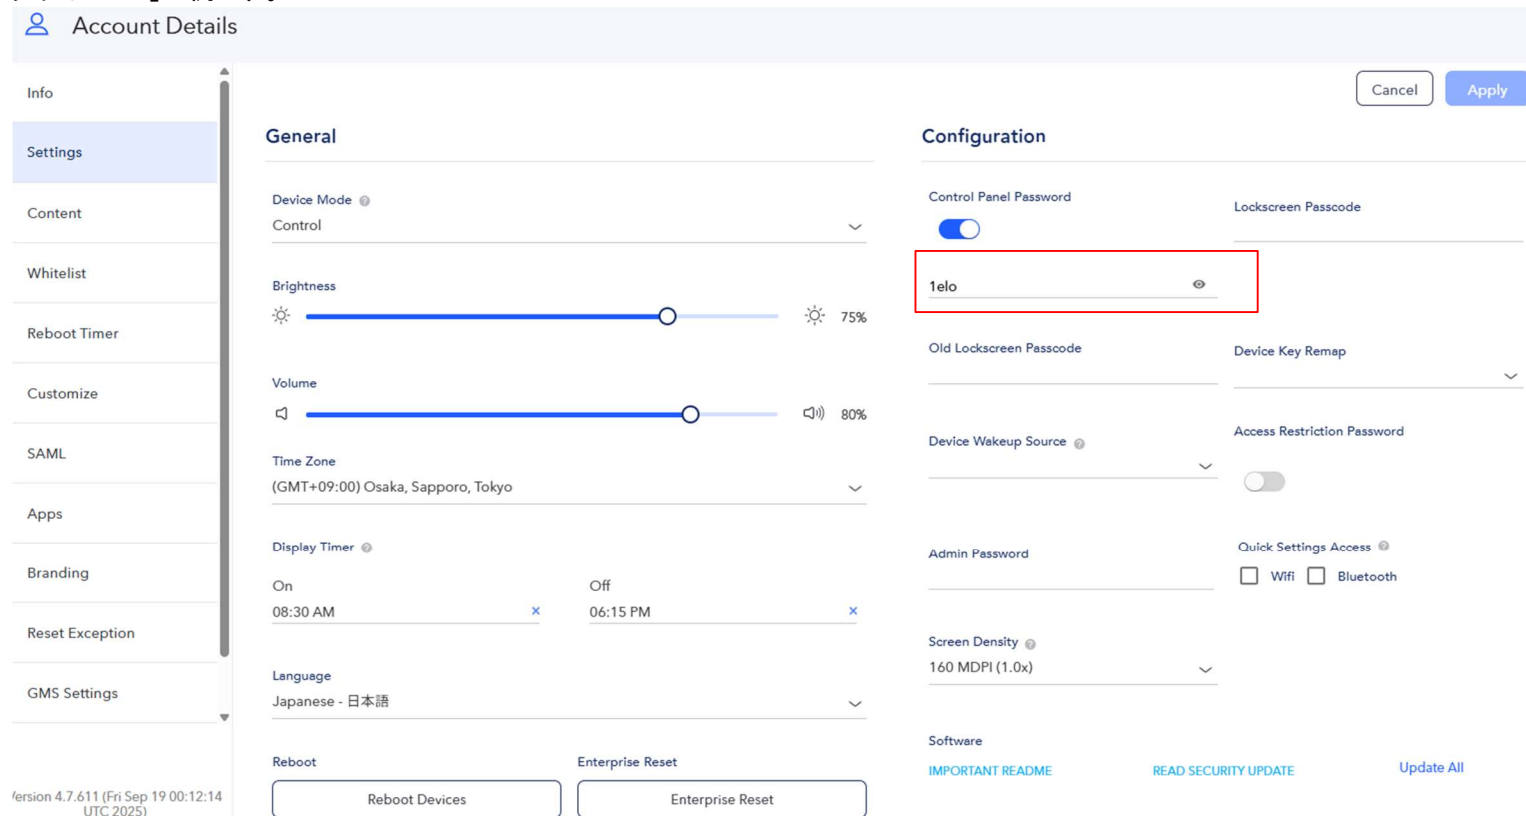 Account Details
Info
Settings
Content
Whitelist
Reboot Timer
Customize
SAML
Apps
Branding
Reset Exception
GMS Settings
Version 4.7.611 (Fri Sep 19 00:12:14
UTC 2025)
Cancel
Apply
General
Device Mode
Control
Brightness
75%
Volume
80%
Time Zone
(GMT+09:00) Osaka, Sapporo, Tokyo
Display Timer
On
Off
08:30 AM
06:15 PM
Language
Japanese - 日本語
Reboot
Enterprise Reset
Reboot Devices
Enterprise Reset
Configuration
Control Panel Password
Lockscreen Passcode
1elo
Old Lockscreen Passcode
Device Key Remap
Device Wakeup Source
Access Restriction Password
Admin Password
Quick Settings Access
Wifi
Bluetooth
Screen Density
160 MDPI (1.0x)
Software
IMPORTANT README
READ SECURITY UPDATE
Update All